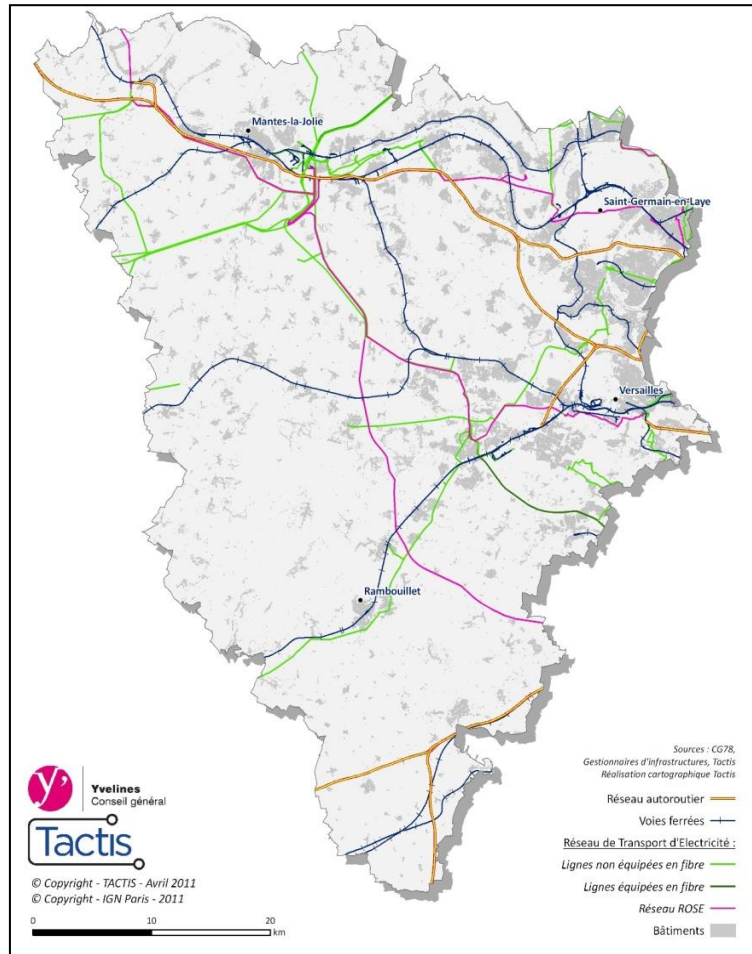 Mantes-la-Jolie
Saint-Germain-en-Laye
Versailles
Rambouillet
Sources : CG78,
Gestionnaires d'infrastructures, Tactis
Réalisation cartographique Tactis
Réseau autoroutier
Voies ferrées
Réseau de Transport d'Electricité :
Lignes non équipées en fibre
Lignes équipées en fibre
Réseau ROSE
Bâtiments
y'
Yvelines
Conseil général
Tactis
© Copyright - TACTIS - Avril 2011
© Copyright - IGN Paris - 2011
0 10 20
km